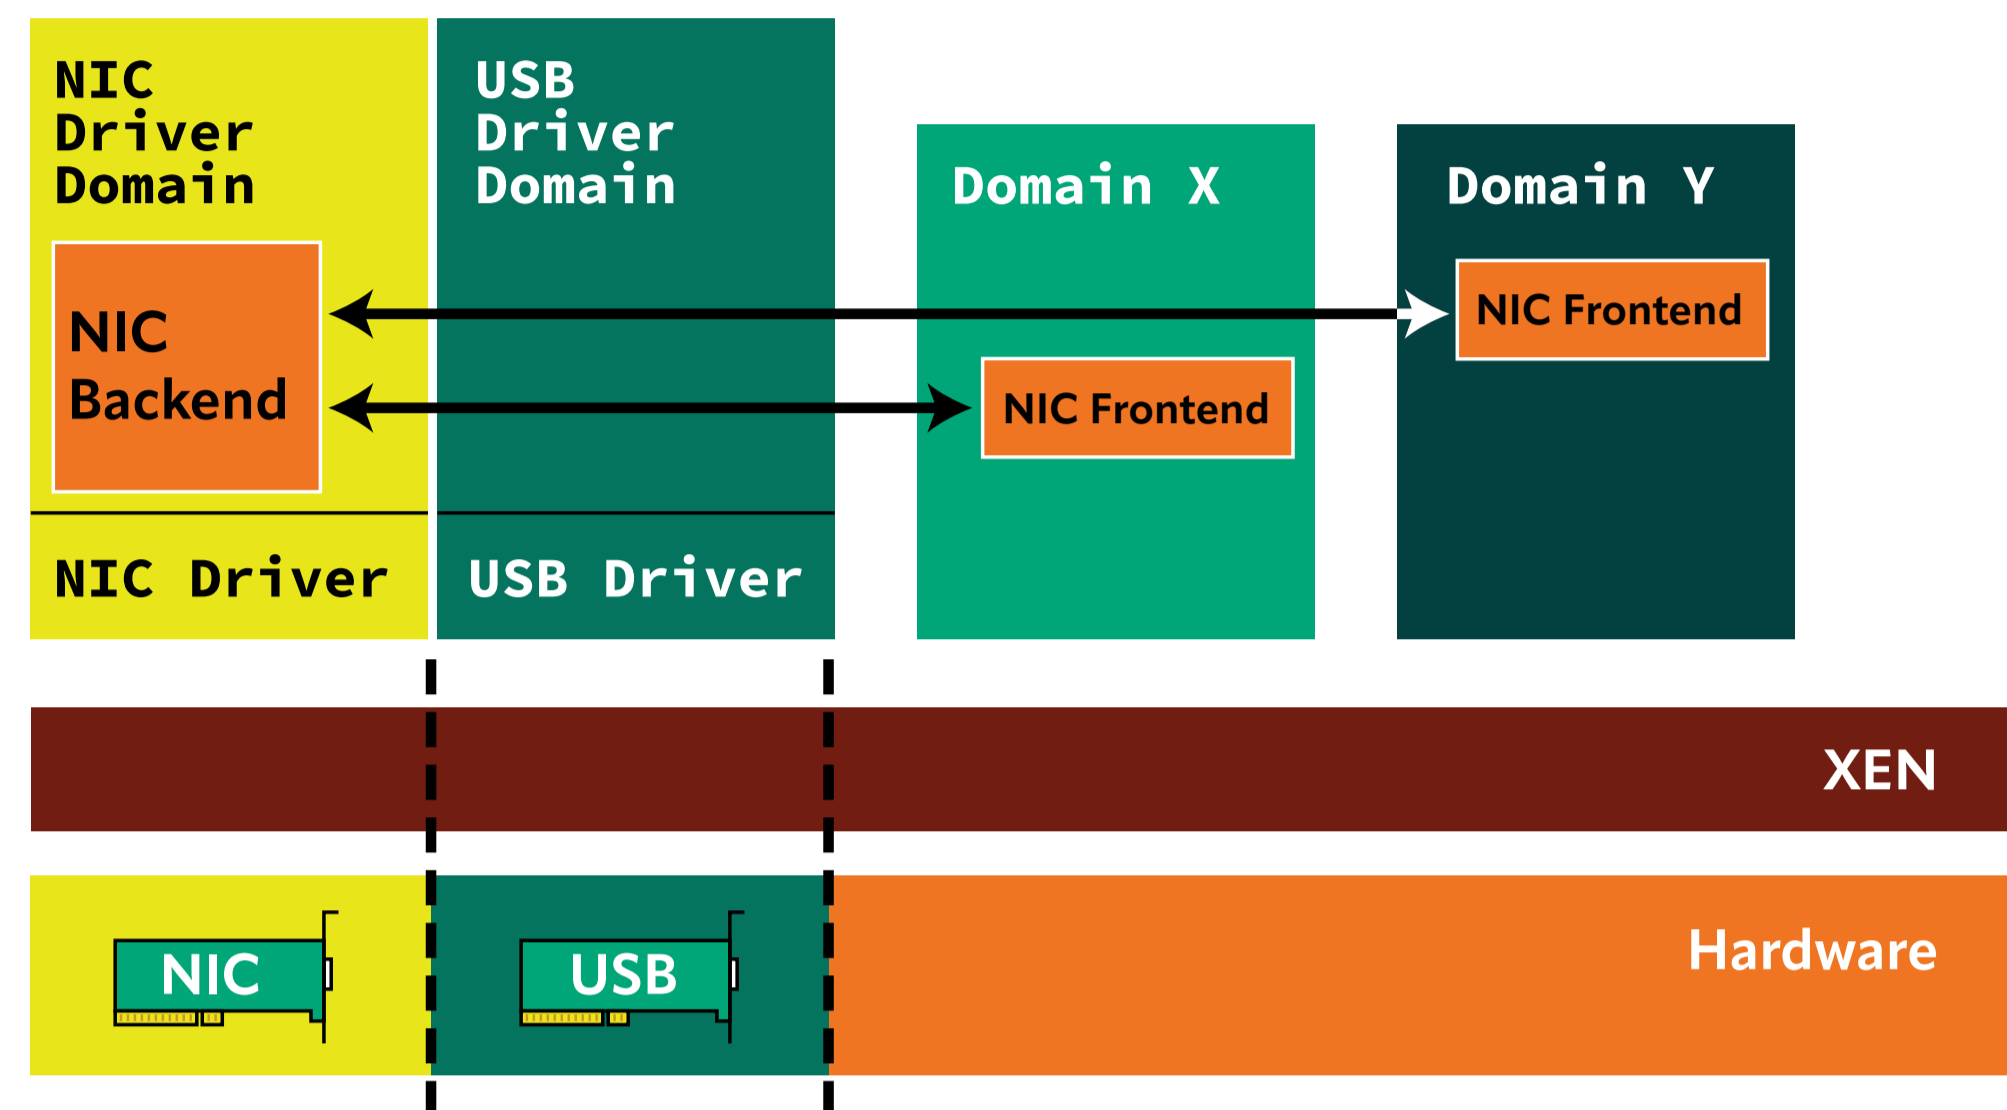 NIC
Driver
Domain
USB
Driver
Domain
Domain X
Domain Y
NIC
Backend
NIC Frontend
NIC Frontend
NIC Driver
USB Driver
XEN
NIC
USB
Hardware